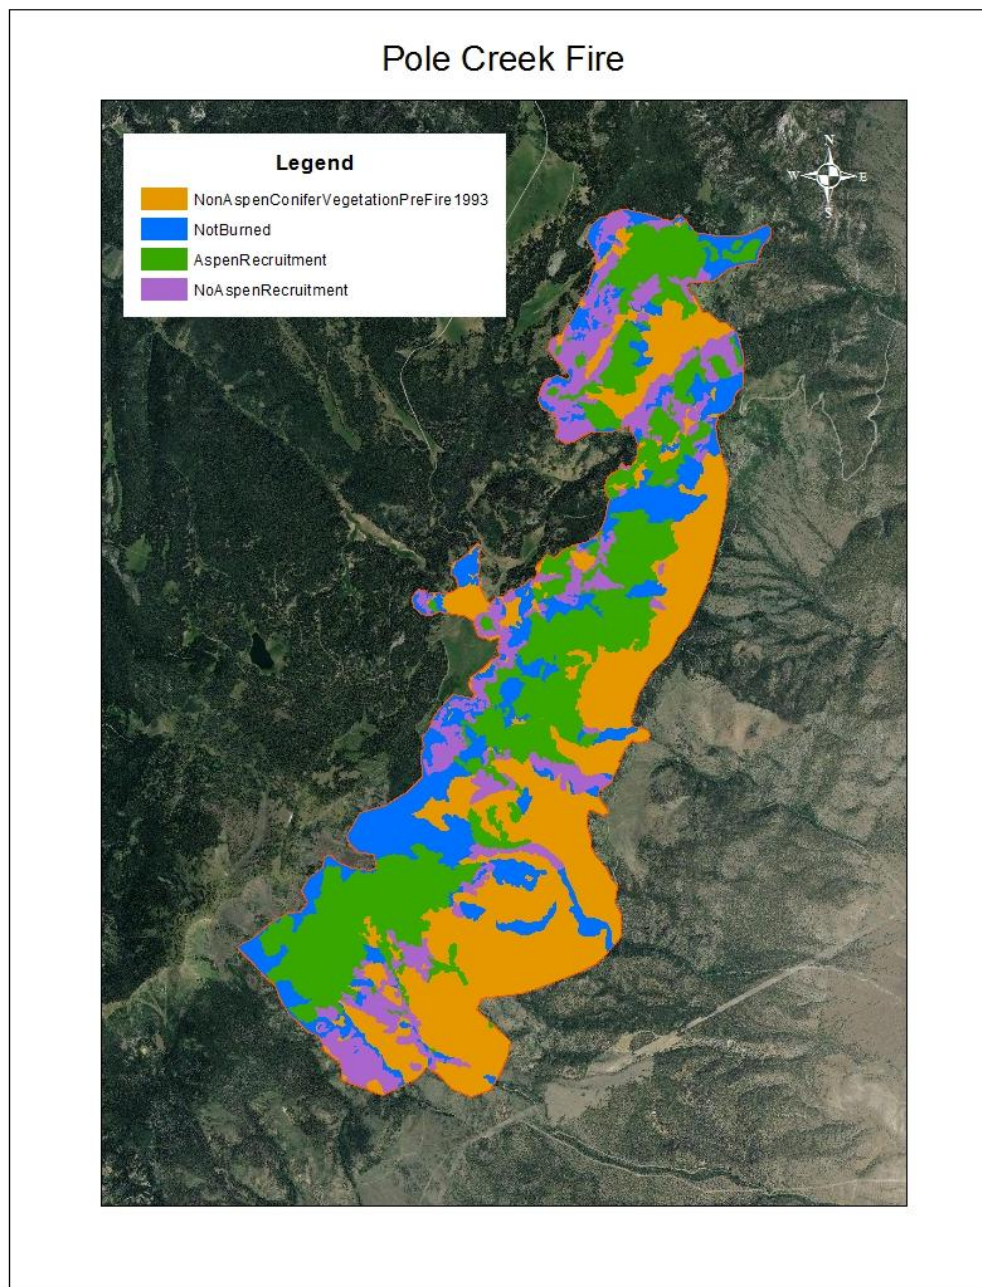 Pole Creek Fire
Legend
NonAspenConiferVegetationPreFire1993
NotBurned
AspenRecruitment
NoAspenRecruitment
N
W E
S